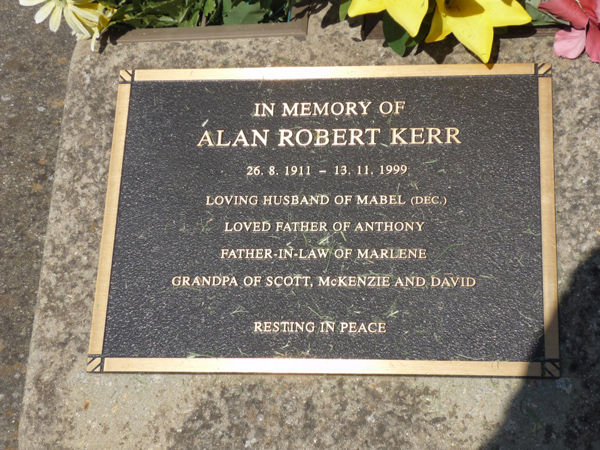 IN MEMORY OF
ALAN ROBERT KERR
26. 8. 1911 – 13. 11. 1999
LOVING HUSBAND OF MABEL (DEC.)
LOVED FATHER OF ANTHONY
FATHER-IN-LAW OF MARLENE
GRANDPA OF SCOTT, McKENZIE AND DAVID
RESTING IN PEACE